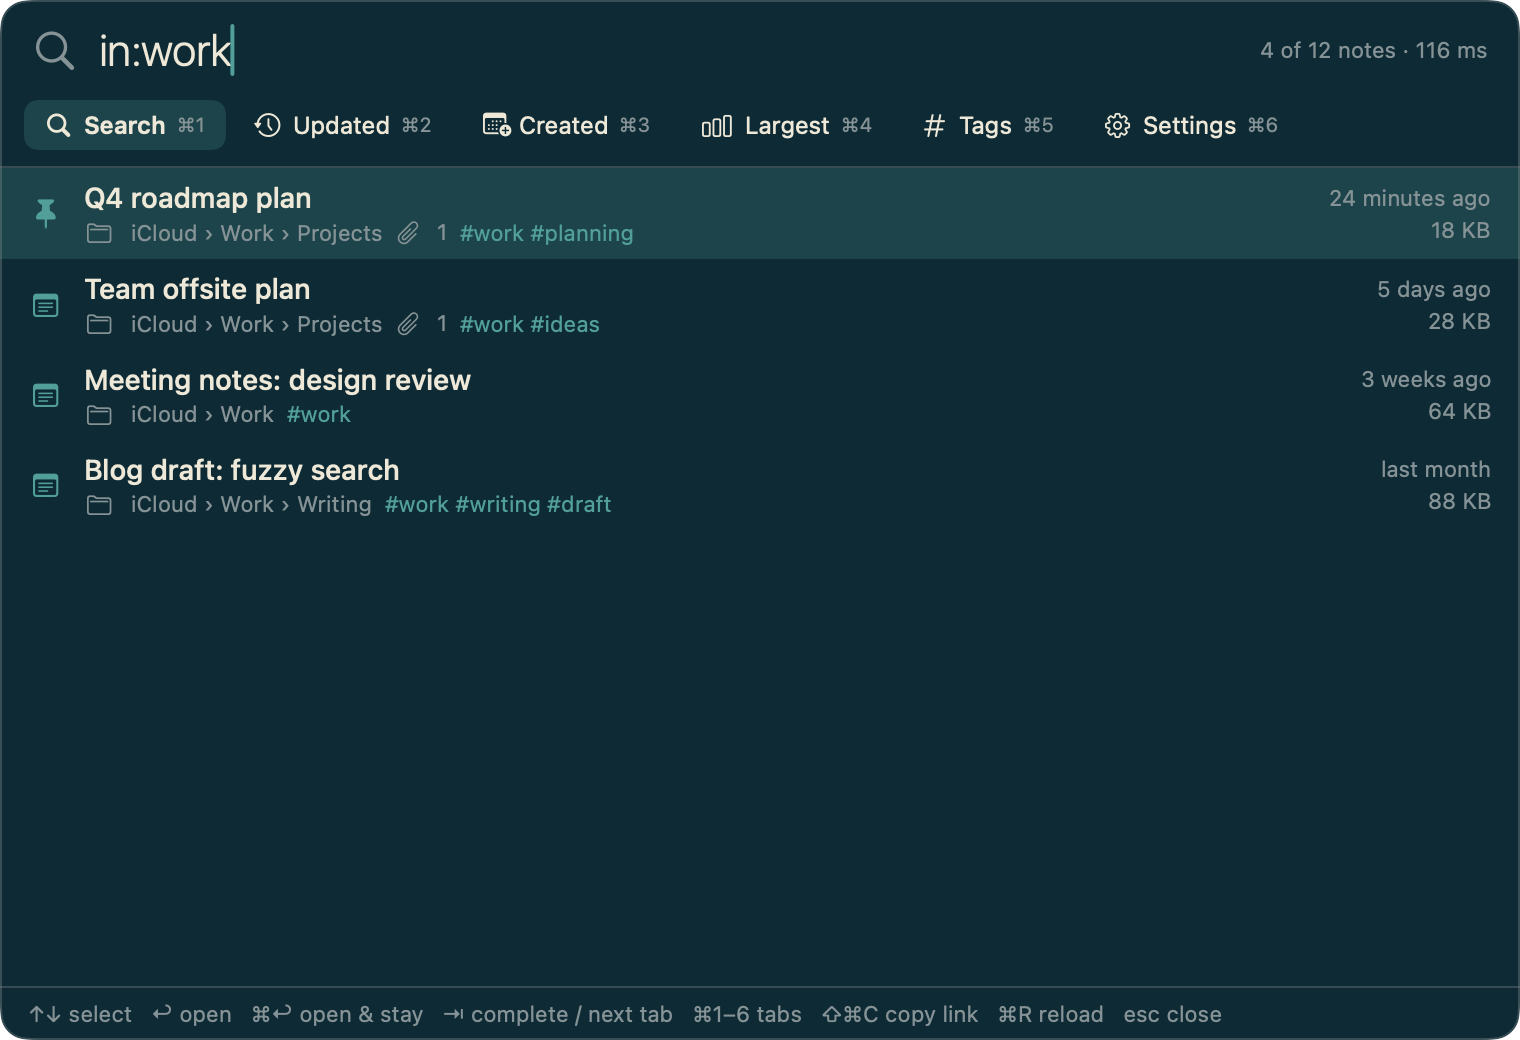 in:work
4 of 12 notes · 116 ms
Search ⌘1 Updated ⌘2 Created ⌘3 Largest ⌘4 # Tags ⌘5 Settings ⌘6
Q4 roadmap plan
24 minutes ago
iCloud › Work › Projects 1 #work #planning
18 KB
Team offsite plan
5 days ago
iCloud › Work › Projects 1 #work #ideas
28 KB
Meeting notes: design review
3 weeks ago
iCloud › Work #work
64 KB
Blog draft: fuzzy search
last month
iCloud › Work › Writing #work #writing #draft
88 KB
↑↓ select ↩ open ⌘↩ open & stay ⇥ complete / next tab ⌘1–6 tabs ⇧⌘C copy link ⌘R reload esc close